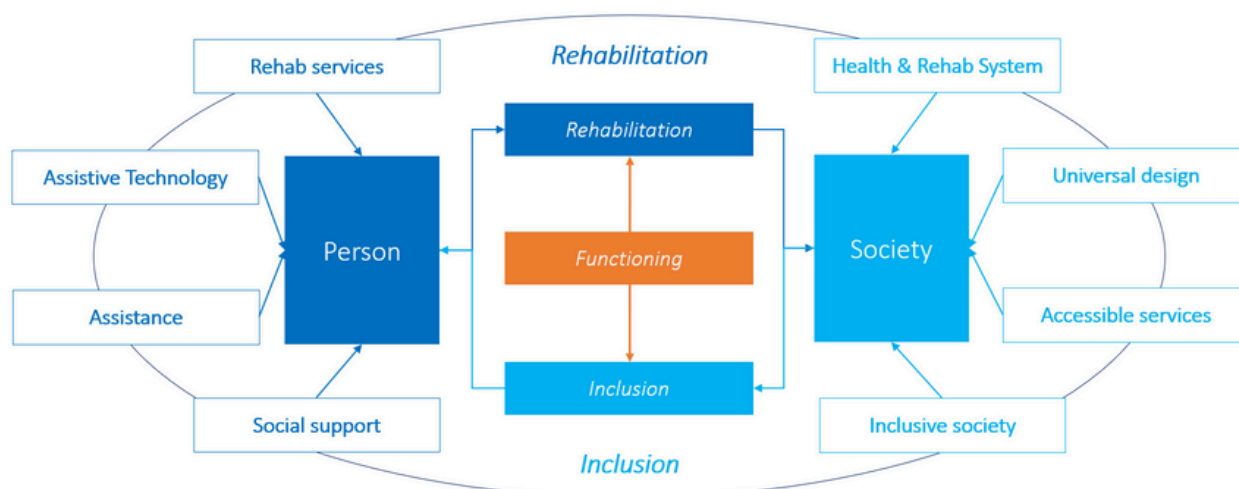 Rehabilitation
Rehab services
Health & Rehab System
Rehabilitation
Assistive Technology
Universal design
Person
Functioning
Society
Assistance
Accessible services
Inclusion
Social support
Inclusive society
Inclusion